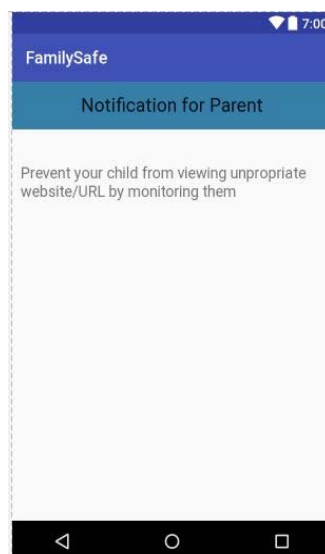 7:00
FamilySafe
Notification for Parent
Prevent your child from viewing unpropriate
website/URL by monitoring them